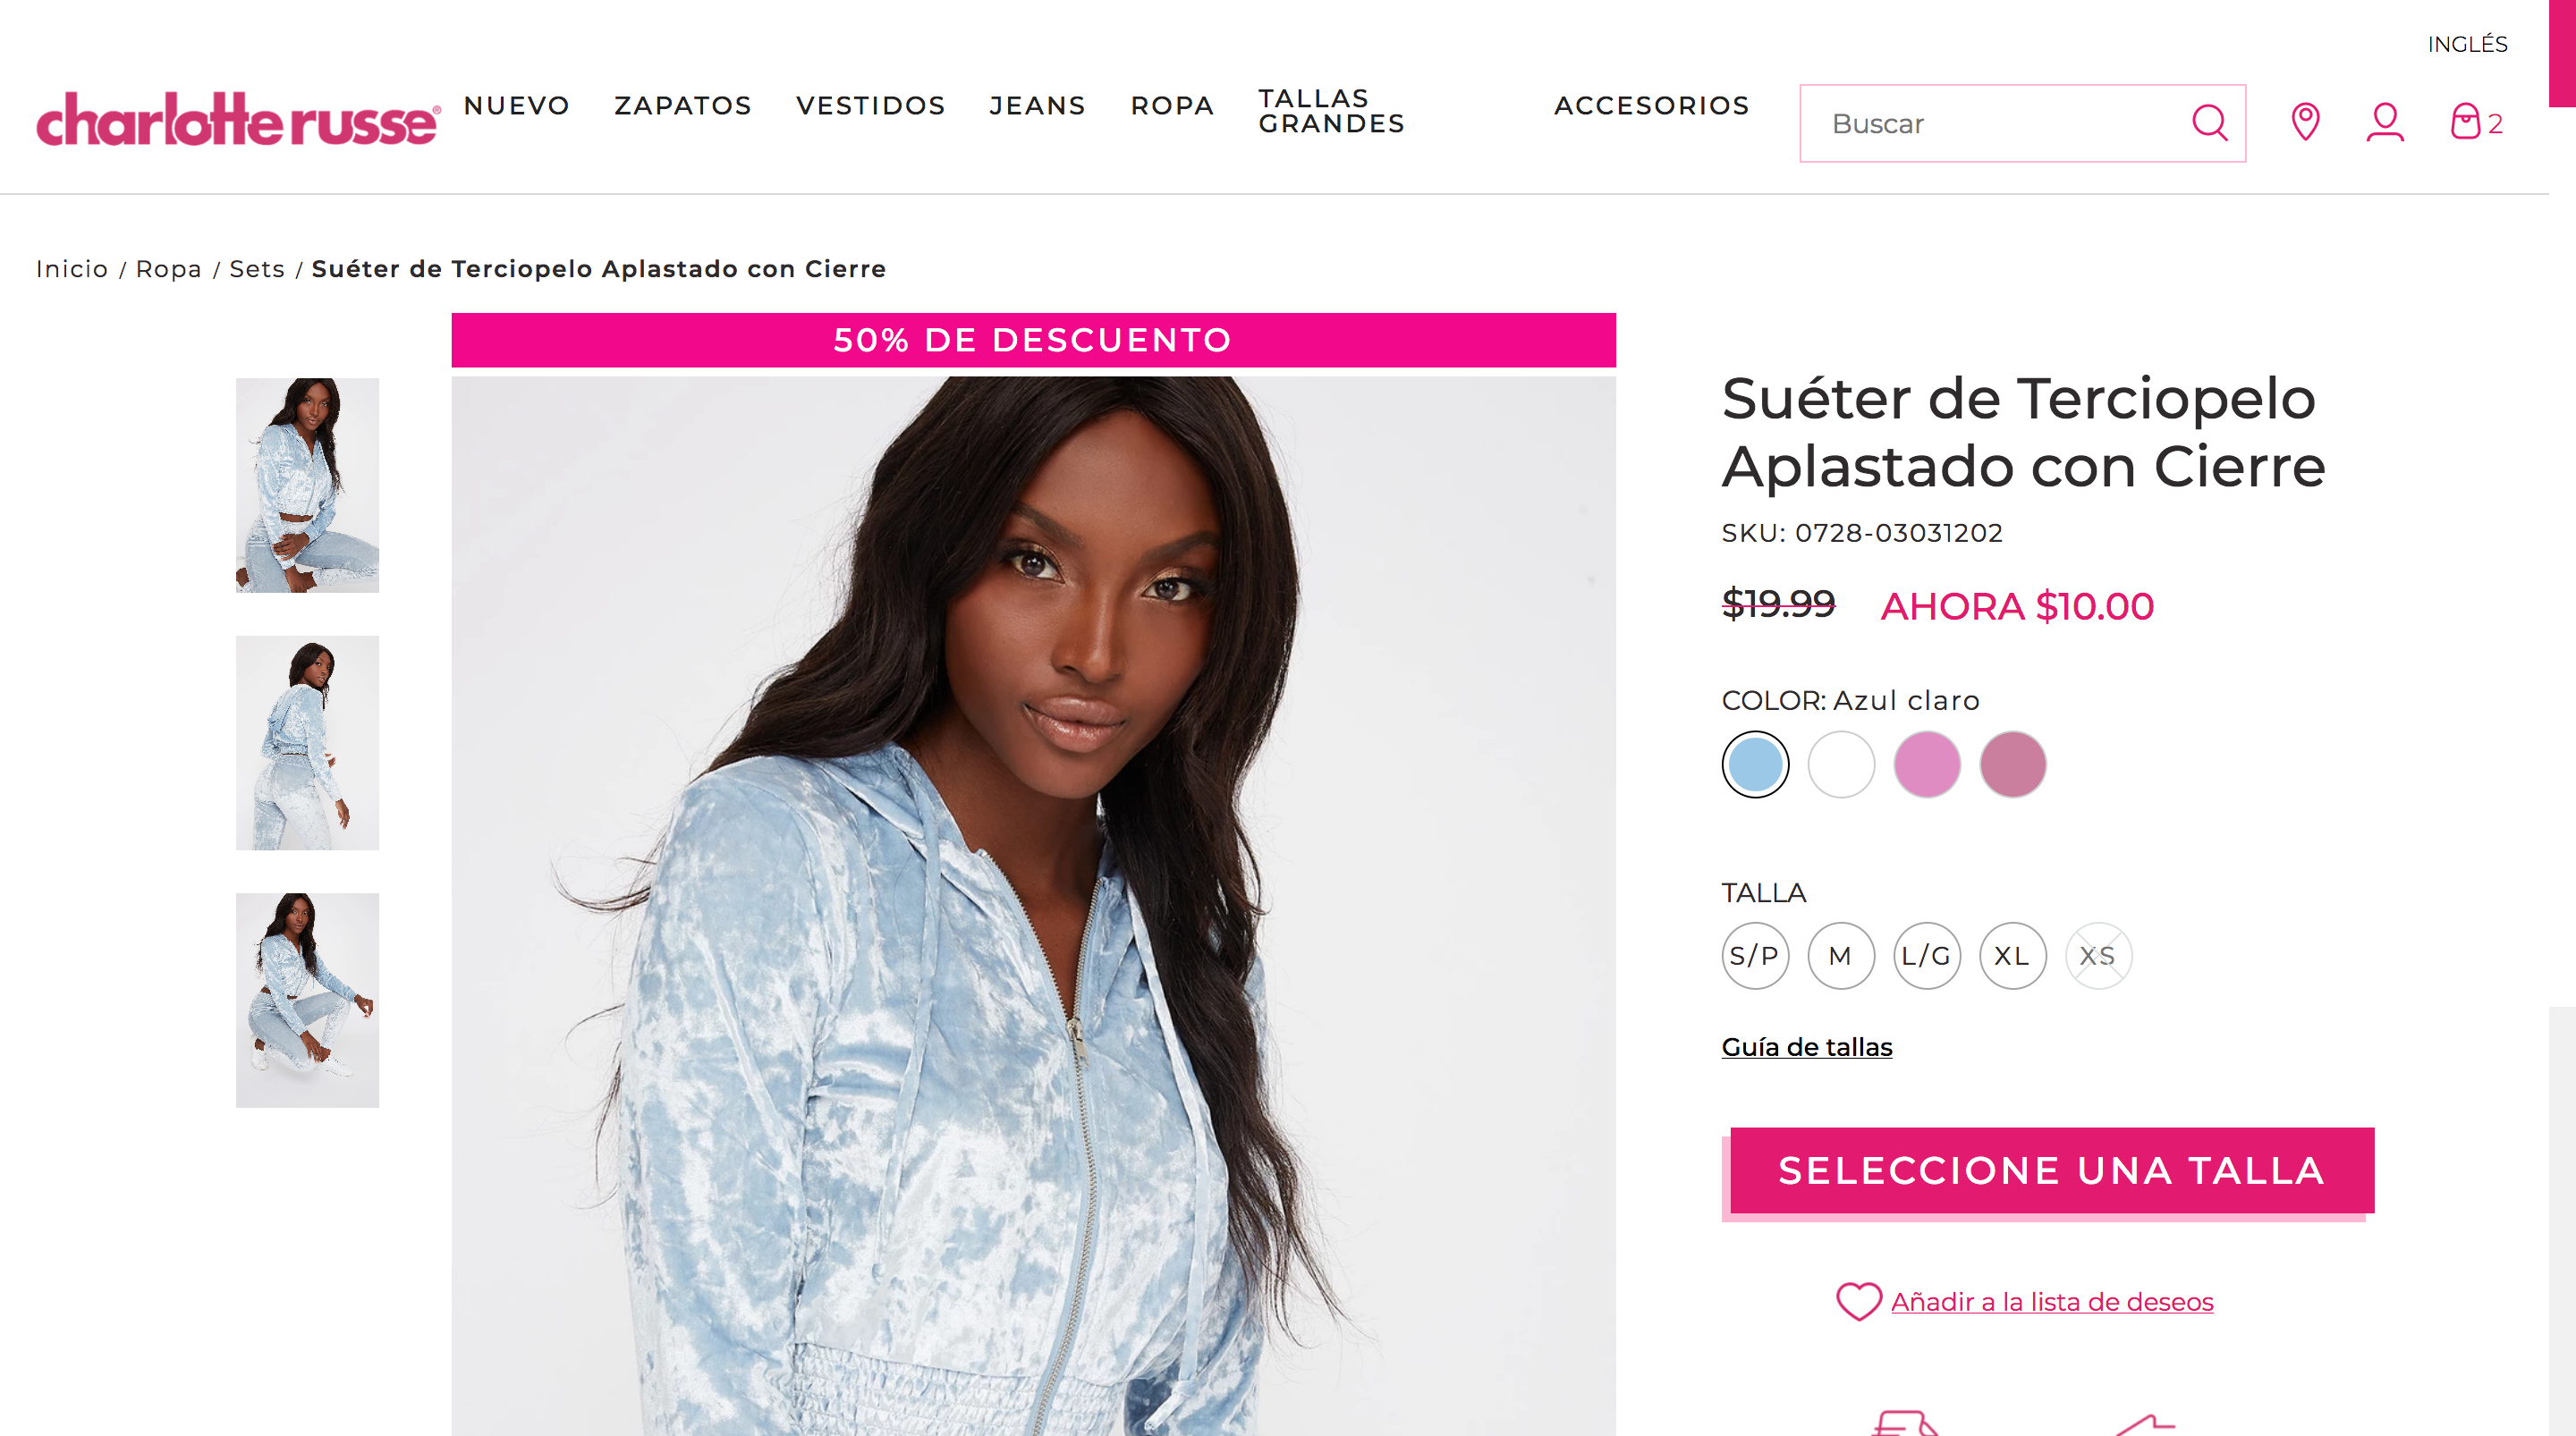 INGLÉS
charlotte russe®
NUEVO
ZAPATOS
VESTIDOS
JEANS
ROPA
TALLAS
GRANDES
ACCESORIOS
Buscar
2
Inicio / Ropa / Sets / Suéter de Terciopelo Aplastado con Cierre
50% DE DESCUENTO
Suéter de Terciopelo
Aplastado con Cierre
SKU: 0728-03031202
$19.99 AHORA $10.00
COLOR: Azul claro
TALLA
S/P M L/G XL XS
Guía de tallas
SELECCIONE UNA TALLA
Añadir a la lista de deseos